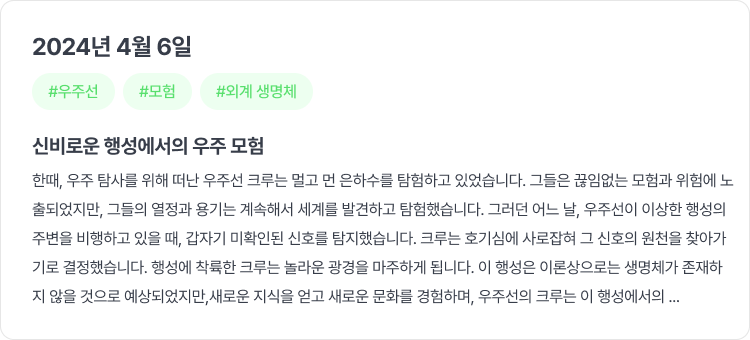 2024년 4월 6일
#우주선 #모험 #외계 생명체
신비로운 행성에서의 우주 모험
한때, 우주 탐사를 위해 떠난 우주선 크루는 멀고 먼 은하수를 탐험하고 있었습니다. 그들은 끊임없는 모험과 위험에 노
출되었지만, 그들의 열정과 용기는 계속해서 세계를 발견하고 탐험했습니다. 그러던 어느 날, 우주선이 이상한 행성의
주변을 비행하고 있을 때, 갑자기 미확인된 신호를 탐지했습니다. 크루는 호기심에 사로잡혀 그 신호의 원천을 찾아가
기로 결정했습니다. 행성에 착륙한 크루는 놀라운 광경을 마주하게 됩니다. 이 행성은 이론상으로는 생명체가 존재하
지 않을 것으로 예상되었지만,새로운 지식을 얻고 새로운 문화를 경험하며, 우주선의 크루는 이 행성에서의 ...